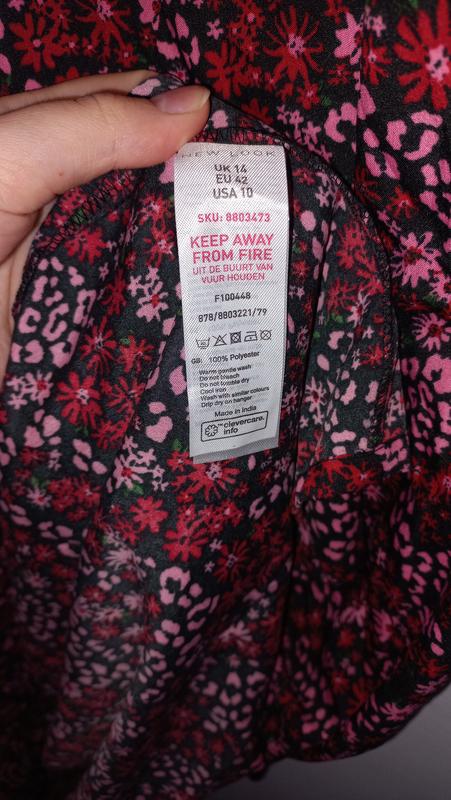 NEW LOOK
UK 14
EU 42
USA 10
SKU: 8803473
KEEP AWAY
FROM FIRE
UIT DE BUURT VAN
VUUR HOUDEN
F100448
878/8803221/79
GB: 100% Polyester
Warm gentle wash
Do not bleach
Do not tumble dry
Cool iron
Wash with similar colours
Drip dry on hanger
Made in India
™clevercare.
info